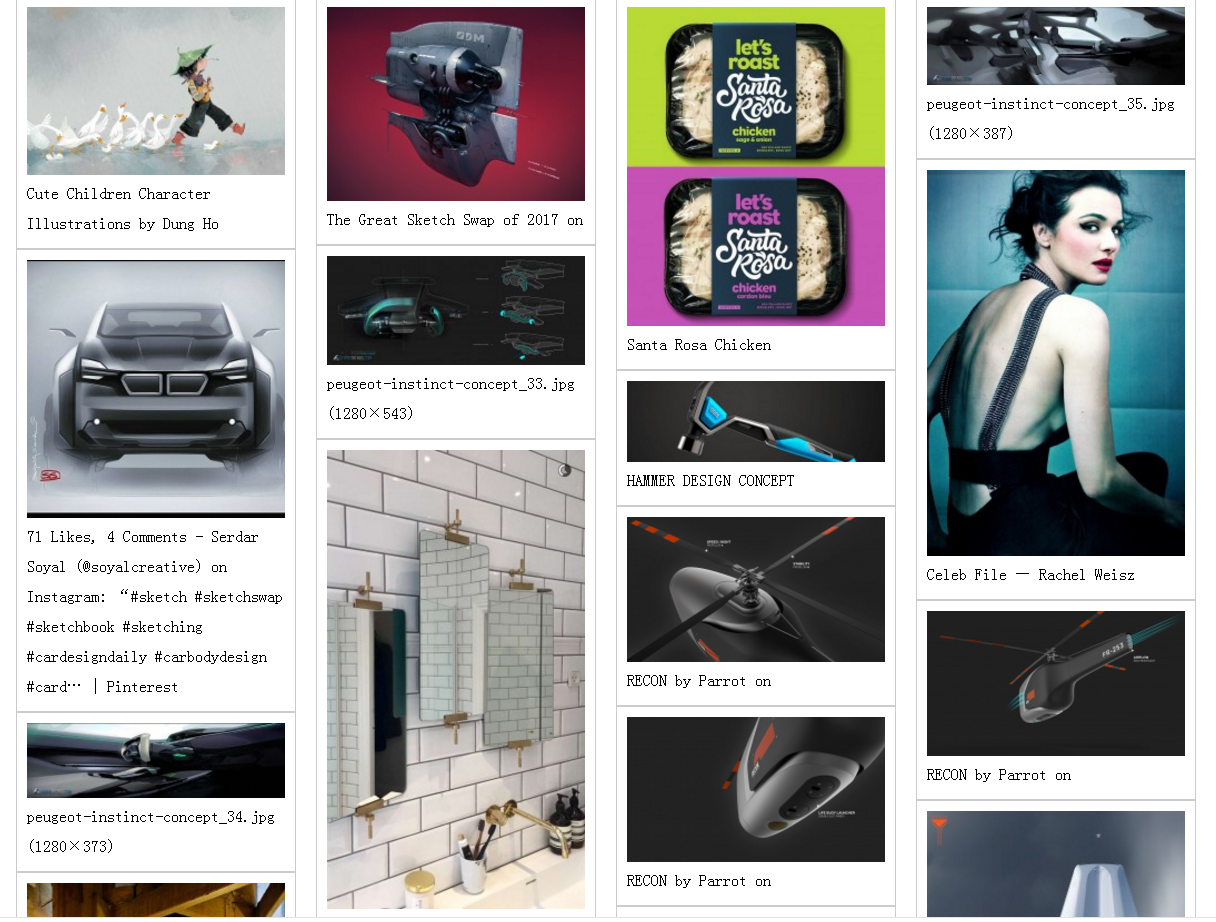 Cute Children Character
Illustrations by Dung Ho
71 Likes, 4 Comments - Serdar
Soyal (@soyalcreative) on
Instagram: “#sketch #sketchswap
#sketchbook #sketching
#cardesigndaily #carbodydesign
#card… | Pinterest
peugeot-instinct-concept_34.jpg
(1280×373)
DM
The Great Sketch Swap of 2017 on
peugeot-instinct-concept_33.jpg
(1280×543)
let's
roast
Santa
Rosa
chicken
sage & onion
let's
roast
Santa
Rosa
chicken
cordon bleu
Santa Rosa Chicken
HAMMER DESIGN CONCEPT
RECON by Parrot on
RECON by Parrot on
peugeot-instinct-concept_35.jpg
(1280×387)
Celeb File — Rachel Weisz
FR-253
RECON by Parrot on